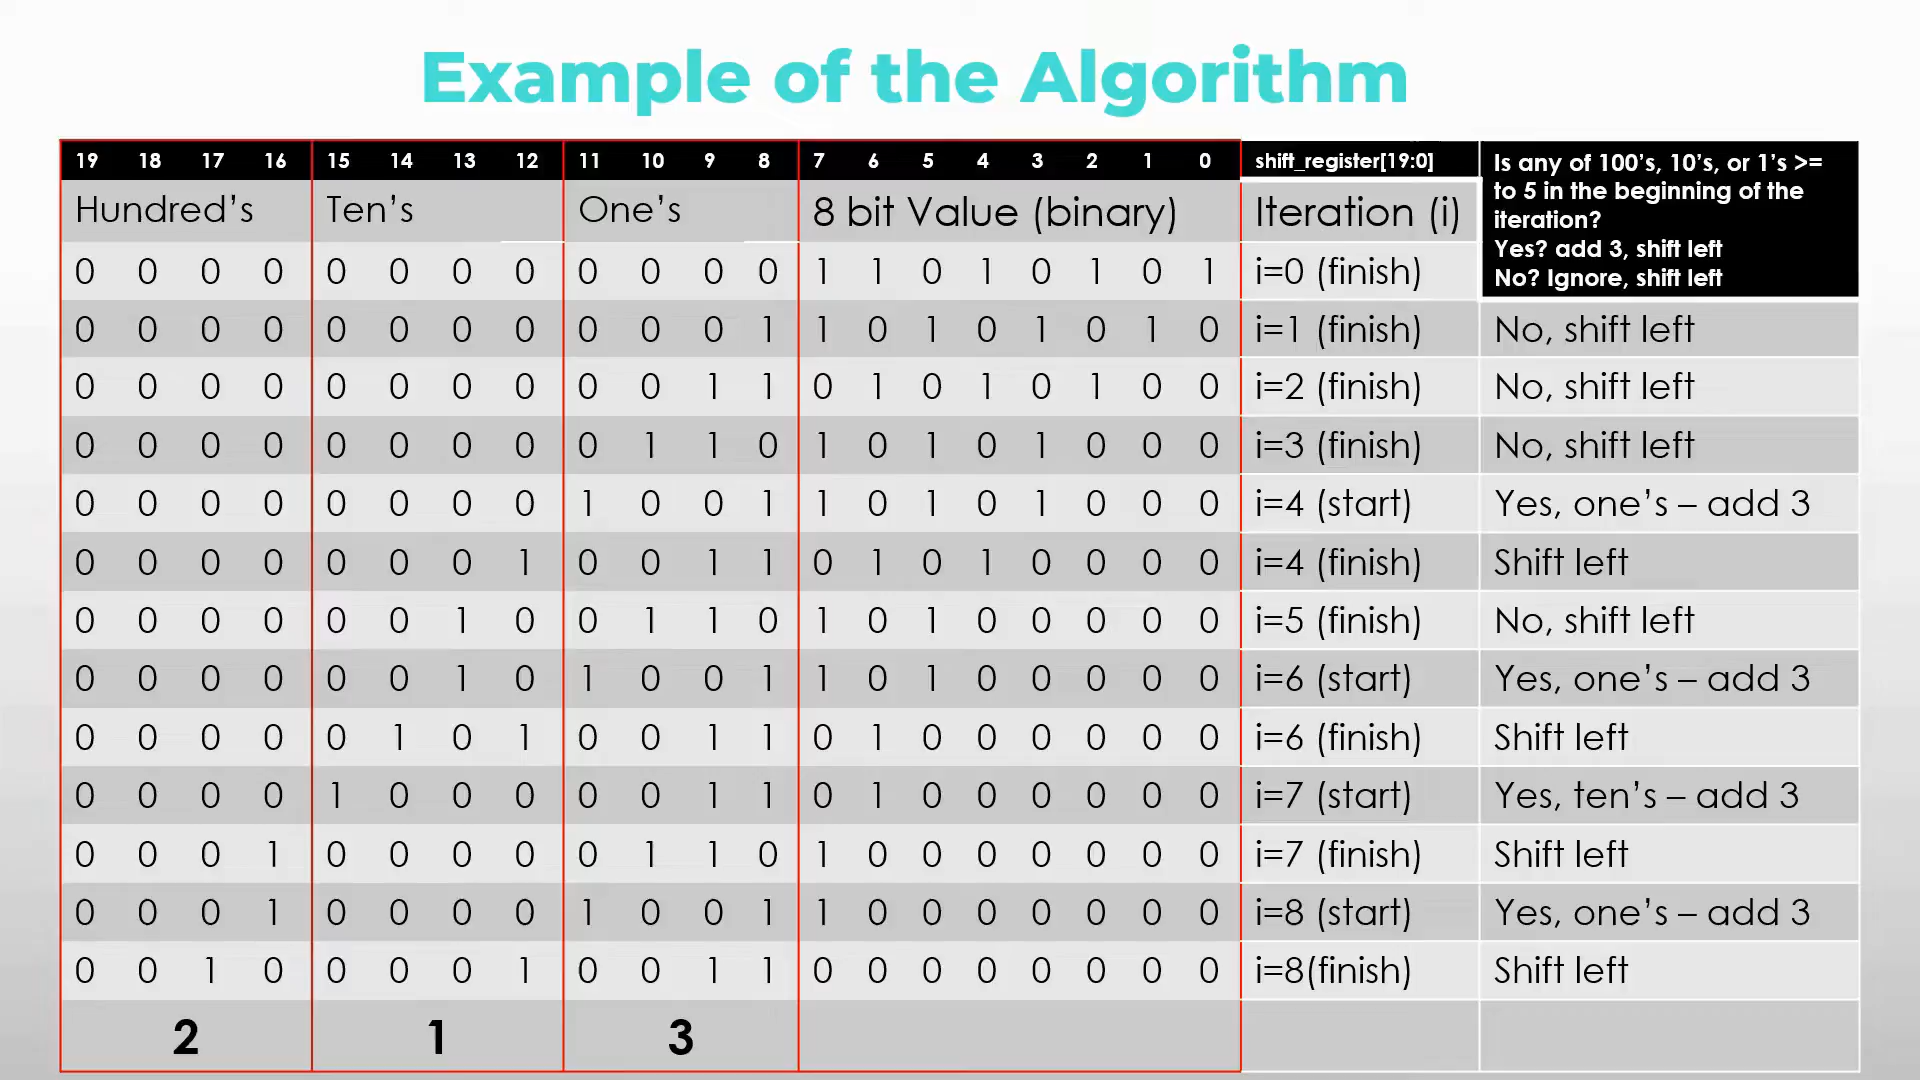 Example of the Algorithm
19 18 17 16 15 14 13 12 11 10 9 8 7 6 5 4 3 2 1 0 shift_register[19:0] Is any of 100’s, 10’s, or 1’s >=
to 5 in the beginning of the
iteration?
Yes? add 3, shift left
No? Ignore, shift left
Hundred’s Ten’s One’s 8 bit Value (binary) Iteration (i)
0 0 0 0 0 0 0 0 0 0 0 0 1 1 0 1 0 1 0 1 i=0 (finish)
0 0 0 0 0 0 0 0 0 0 0 1 1 0 1 0 1 0 1 0 i=1 (finish) No, shift left
0 0 0 0 0 0 0 0 0 0 1 1 0 1 0 1 0 1 0 0 i=2 (finish) No, shift left
0 0 0 0 0 0 0 0 0 1 1 0 1 0 1 0 1 0 0 0 i=3 (finish) No, shift left
0 0 0 0 0 0 0 0 1 0 0 1 1 0 1 0 1 0 0 0 i=4 (start) Yes, one’s – add 3
0 0 0 0 0 0 0 1 0 0 1 1 0 1 0 1 0 0 0 0 i=4 (finish) Shift left
0 0 0 0 0 0 1 0 0 1 1 0 1 0 1 0 0 0 0 0 i=5 (finish) No, shift left
0 0 0 0 0 0 1 0 1 0 0 1 1 0 1 0 0 0 0 0 i=6 (start) Yes, one’s – add 3
0 0 0 0 0 1 0 1 0 0 1 1 0 1 0 0 0 0 0 0 i=6 (finish) Shift left
0 0 0 0 1 0 0 0 0 0 1 1 0 1 0 0 0 0 0 0 i=7 (start) Yes, ten’s – add 3
0 0 0 1 0 0 0 0 0 1 1 0 1 0 0 0 0 0 0 0 i=7 (finish) Shift left
0 0 0 1 0 0 0 0 1 0 0 1 1 0 0 0 0 0 0 0 i=8 (start) Yes, one’s – add 3
0 0 1 0 0 0 0 1 0 0 1 1 0 0 0 0 0 0 0 0 i=8(finish) Shift left
2 1 3